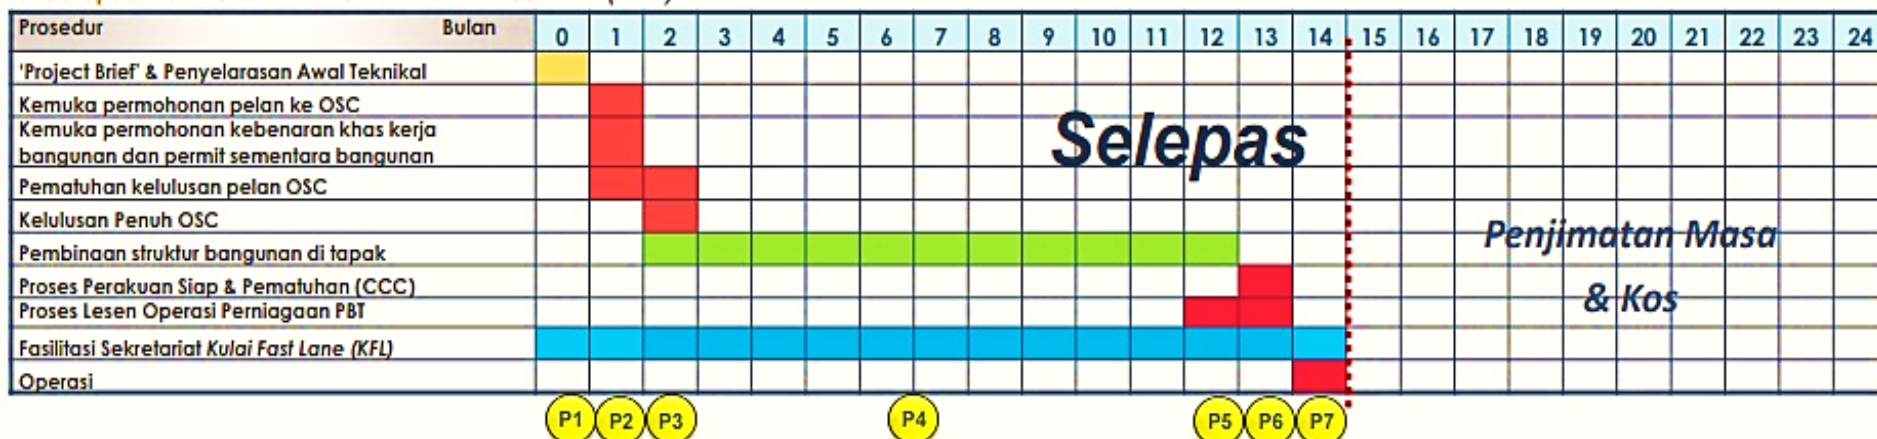 Prosedur Bulan 0 1 2 3 4 5 6 7 8 9 10 11 12 13 14 15 16 17 18 19 20 21 22 23 24
'Project Brief' & Penyelarasan Awal Teknikal
Kemuka permohonan pelan ke OSC
Kemuka permohonan kebenaran khas kerja
bangunan dan permit sementara bangunan
Selepas
Pematuhan kelulusan pelan OSC
Kelulusan Penuh OSC
Pembinaan struktur bangunan di tapak
Penjimatan Masa
& Kos
Proses Perakuan Siap & Pematuhan (CCC)
Proses Lesen Operasi Perniagaan PBT
Fasilitasi Sekretariat Kulai Fast Lane (KFL)
Operasi
P1 P2 P3 P4 P5 P6 P7